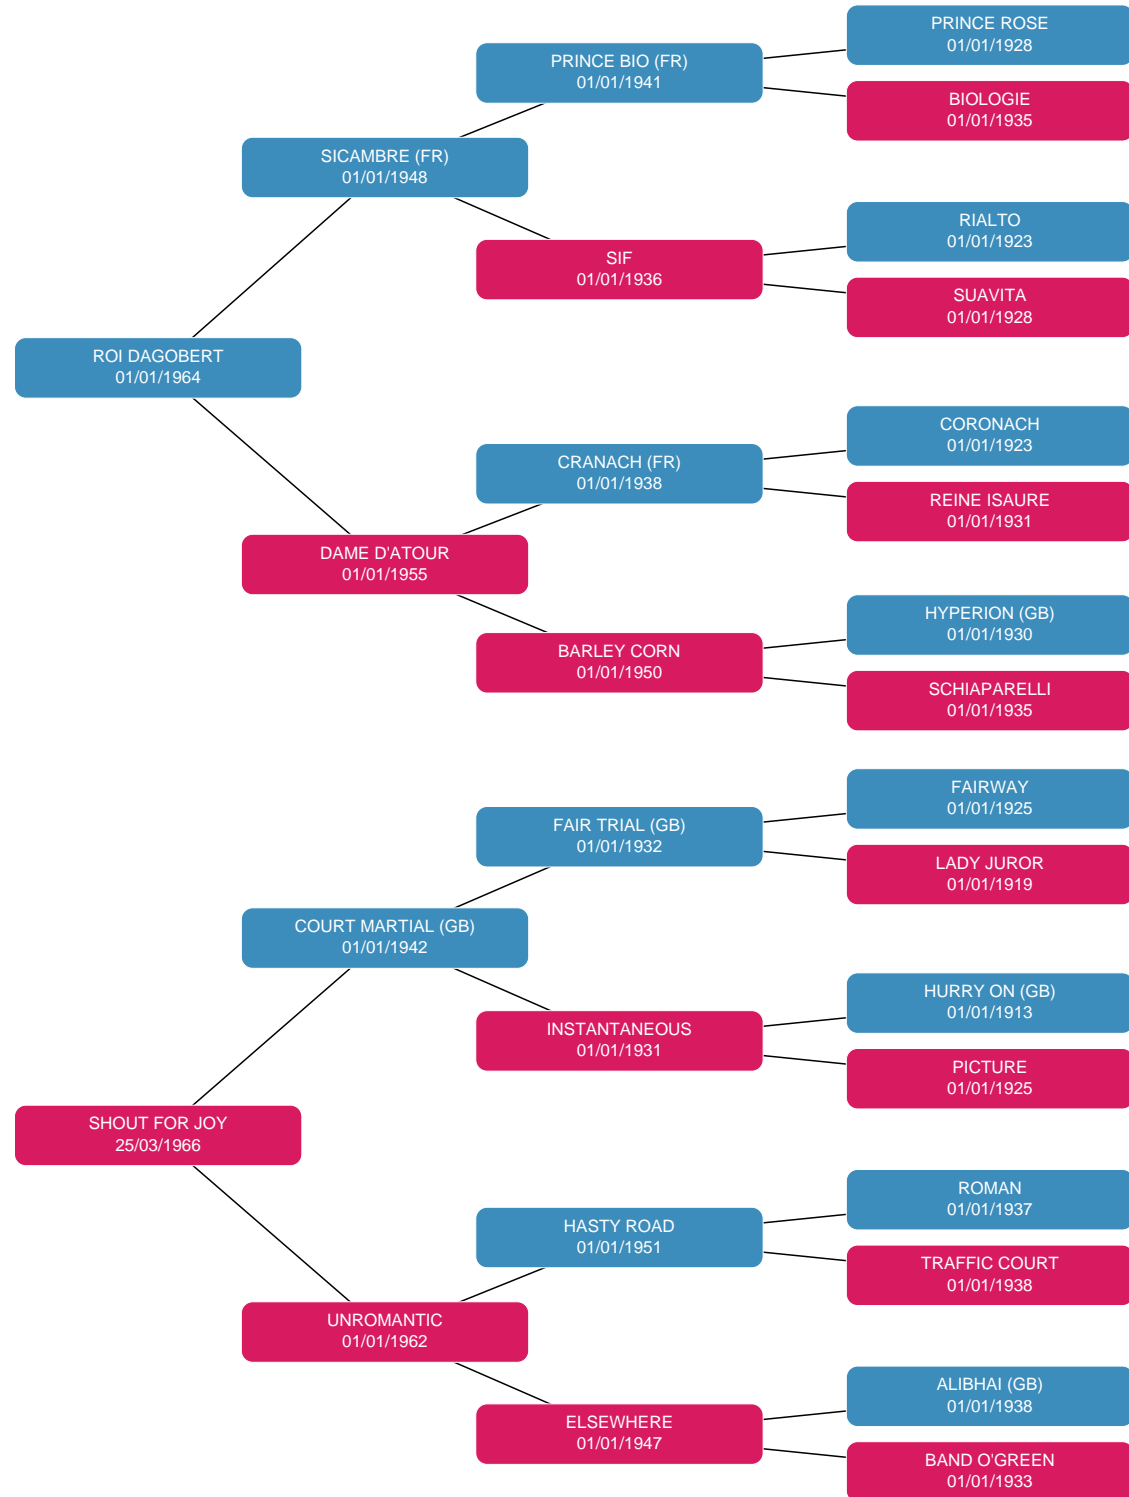 PRINCE ROSE
01/01/1928
PRINCE BIO (FR)
01/01/1941
BIOLOGIE
01/01/1935
SICAMBRE (FR)
01/01/1948
RIALTO
01/01/1923
SIF
01/01/1936
SUAVITA
01/01/1928
ROI DAGOBERT
01/01/1964
CORONACH
01/01/1923
CRANACH (FR)
01/01/1938
REINE ISAURE
01/01/1931
DAME D'ATOUR
01/01/1955
HYPERION (GB)
01/01/1930
BARLEY CORN
01/01/1950
SCHIAPARELLI
01/01/1935
FAIRWAY
01/01/1925
FAIR TRIAL (GB)
01/01/1932
LADY JUROR
01/01/1919
COURT MARTIAL (GB)
01/01/1942
HURRY ON (GB)
01/01/1913
INSTANTANEOUS
01/01/1931
PICTURE
01/01/1925
SHOUT FOR JOY
25/03/1966
ROMAN
01/01/1937
HASTY ROAD
01/01/1951
TRAFFIC COURT
01/01/1938
UNROMANTIC
01/01/1962
ALIBHAI (GB)
01/01/1938
ELSEWHERE
01/01/1947
BAND O'GREEN
01/01/1933